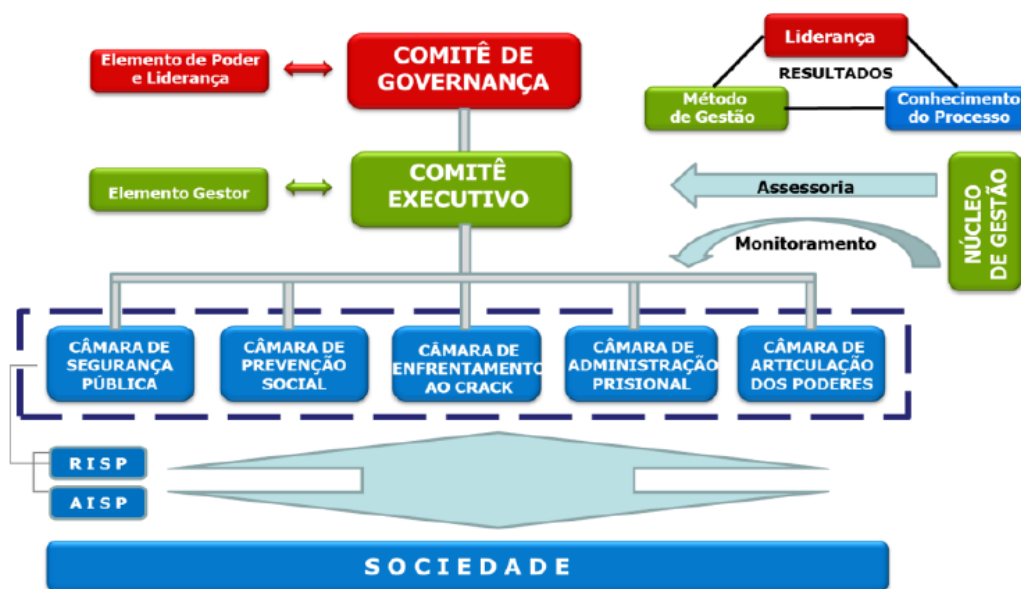 Elemento de Poder
e Liderança
COMITÊ DE
GOVERNANÇA
Liderança
RESULTADOS
Método
de Gestão
Conhecimento
do Processo
Elemento Gestor
COMITÊ
EXECUTIVO
Assessoria
Monitoramento
NÚCLEO
DE GESTÃO
CÂMARA DE
SEGURANÇA
PÚBLICA
CÂMARA DE
PREVENÇÃO
SOCIAL
CÂMARA DE
ENFRENTAMENTO
AO CRACK
CÂMARA DE
ADMINISTRAÇÃO
PRISIONAL
CÂMARA DE
ARTICULAÇÃO
DOS PODERES
RISP
AISP
SOCIEDADE